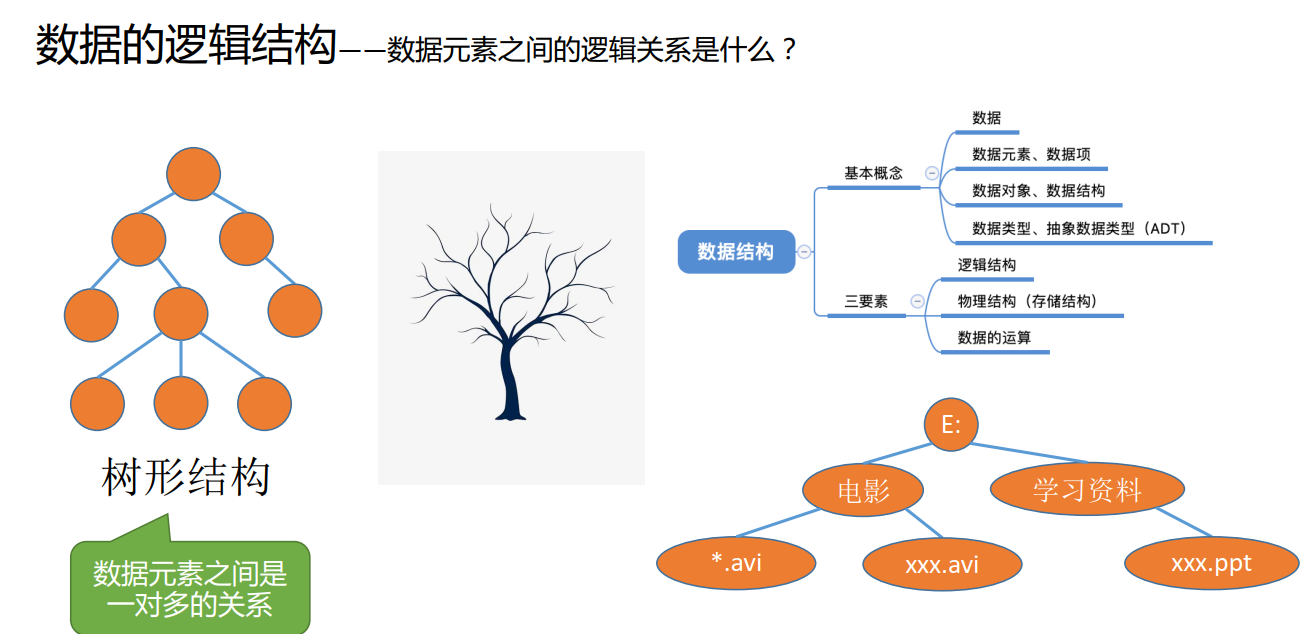 数据的逻辑结构——数据元素之间的逻辑关系是什么？
树形结构
数据元素之间是
一对多的关系
数据结构
基本概念
数据
数据元素、数据项
数据对象、数据结构
数据类型、抽象数据类型（ADT）
三要素
逻辑结构
物理结构（存储结构）
数据的运算
E:
电影
学习资料
*.avi
xxx.avi
xxx.ppt